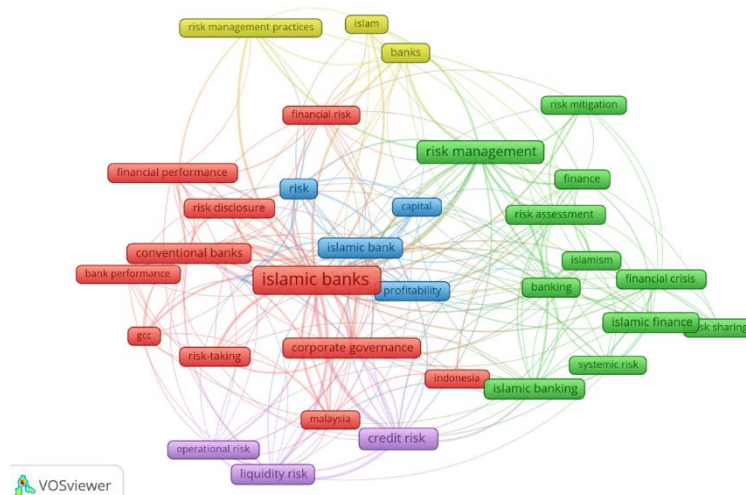 islam
risk management practices
banks
risk mitigation
financial risk
risk management
financial performance
finance
risk
capital
risk disclosure
risk assessment
islamic bank
conventional banks
islamism
bank performance
islamic banks
financial crisis
profitability
banking
islamic finance
sk sharing
gcc
corporate governance
risk-taking
systemic risk
indonesia
islamic banking
malaysia
credit risk
operational risk
liquidity risk
VOSviewer